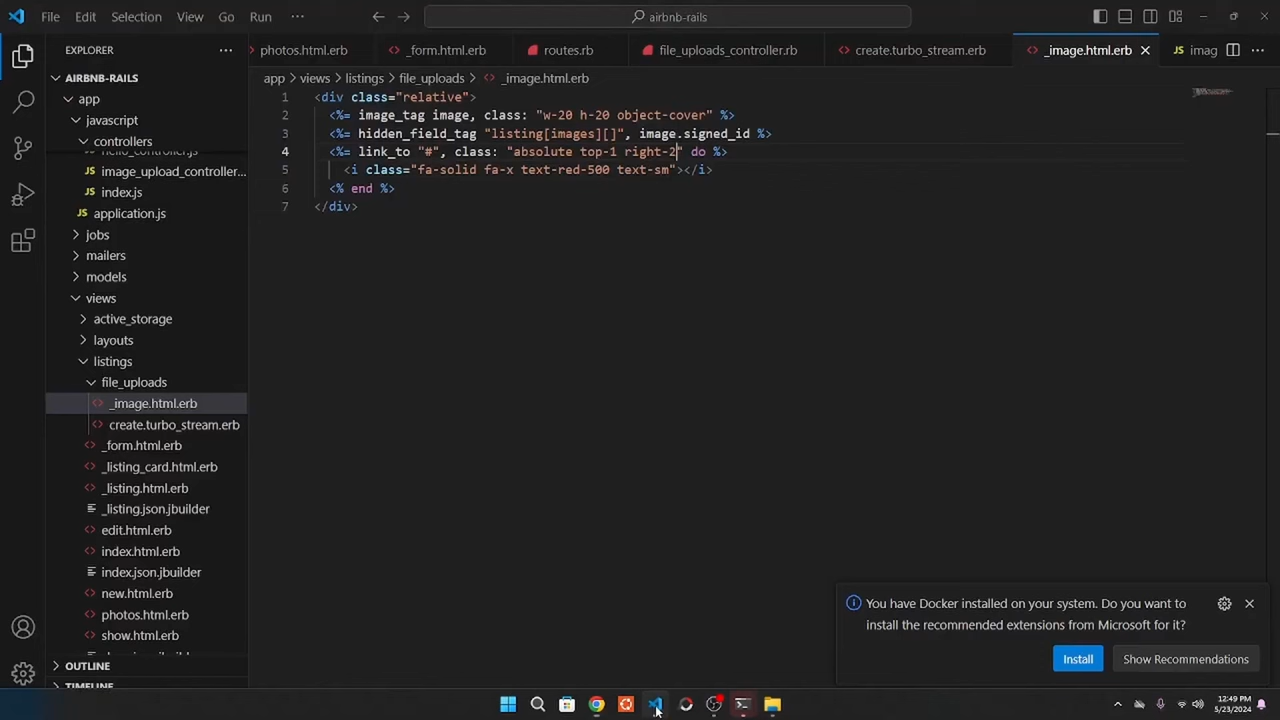 File Edit Selection View Go Run ··· airbnb-rails
EXPLORER ··· photos.html.erb _form.html.erb routes.rb file_uploads_controller.rb create.turbo_stream.erb _image.html.erb JS imag ···
AIRBNB-RAILS
app > views > listings > file_uploads > _image.html.erb
app
javascript
controllers
JS image_upload_controller...
JS index.js
JS application.js
jobs
mailers
models
views
active_storage
layouts
listings
file_uploads
_image.html.erb
create.turbo_stream.erb
_form.html.erb
_listing_card.html.erb
_listing.html.erb
_listing.json.jbuilder
edit.html.erb
index.html.erb
index.json.jbuilder
new.html.erb
photos.html.erb
show.html.erb
OUTLINE
TIMELINE
1 <div class="relative">
2 <%= image_tag image, class: "w-20 h-20 object-cover" %>
3 <%= hidden_field_tag "listing[images][]", image.signed_id %>
4 <%= link_to "#", class: "absolute top-1 right-2" do %>
5 <i class="fa-solid fa-x text-red-500 text-sm"></i>
6 <% end %>
7 </div>
You have Docker installed on your system. Do you want to
install the recommended extensions from Microsoft for it?
Install Show Recommendations
12:49 PM
5/23/2024